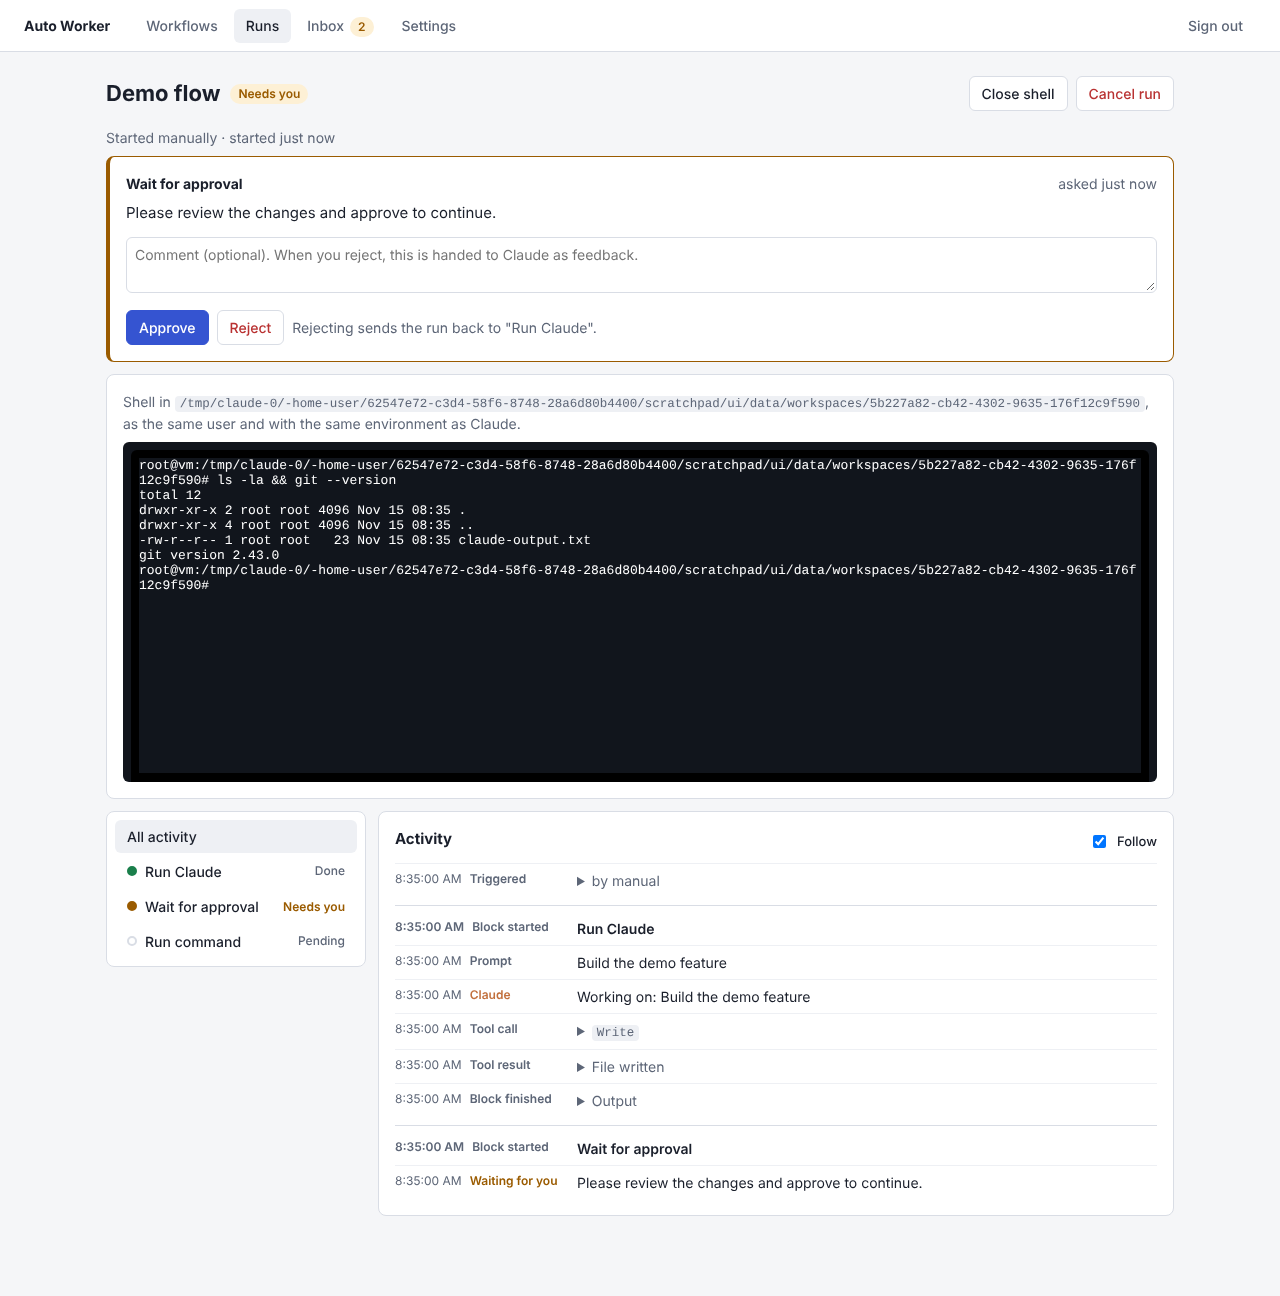 Auto Worker Workflows Runs Inbox 2 Settings Sign out
Demo flow Needs you Close shell Cancel run
Started manually · started just now
Wait for approval asked just now
Please review the changes and approve to continue.
Comment (optional). When you reject, this is handed to Claude as feedback.
Approve Reject Rejecting sends the run back to "Run Claude".
Shell in /tmp/claude-0/-home-user/62547e72-c3d4-58f6-8748-28a6d80b4400/scratchpad/ui/data/workspaces/5b227a82-cb42-4302-9635-176f12c9f590 ,
as the same user and with the same environment as Claude.
root@vm:/tmp/claude-0/-home-user/62547e72-c3d4-58f6-8748-28a6d80b4400/scratchpad/ui/data/workspaces/5b227a82-cb42-4302-9635-176f
12c9f590# ls -la && git --version
total 12
drwxr-xr-x 2 root root 4096 Nov 15 08:35 .
drwxr-xr-x 4 root root 4096 Nov 15 08:35 ..
-rw-r--r-- 1 root root   23 Nov 15 08:35 claude-output.txt
git version 2.43.0
root@vm:/tmp/claude-0/-home-user/62547e72-c3d4-58f6-8748-28a6d80b4400/scratchpad/ui/data/workspaces/5b227a82-cb42-4302-9635-176f
12c9f590#
All activity
Run Claude Done
Wait for approval Needs you
Run command Pending
Activity Follow
8:35:00 AM Triggered by manual
8:35:00 AM Block started Run Claude
8:35:00 AM Prompt Build the demo feature
8:35:00 AM Claude Working on: Build the demo feature
8:35:00 AM Tool call Write
8:35:00 AM Tool result File written
8:35:00 AM Block finished Output
8:35:00 AM Block started Wait for approval
8:35:00 AM Waiting for you Please review the changes and approve to continue.